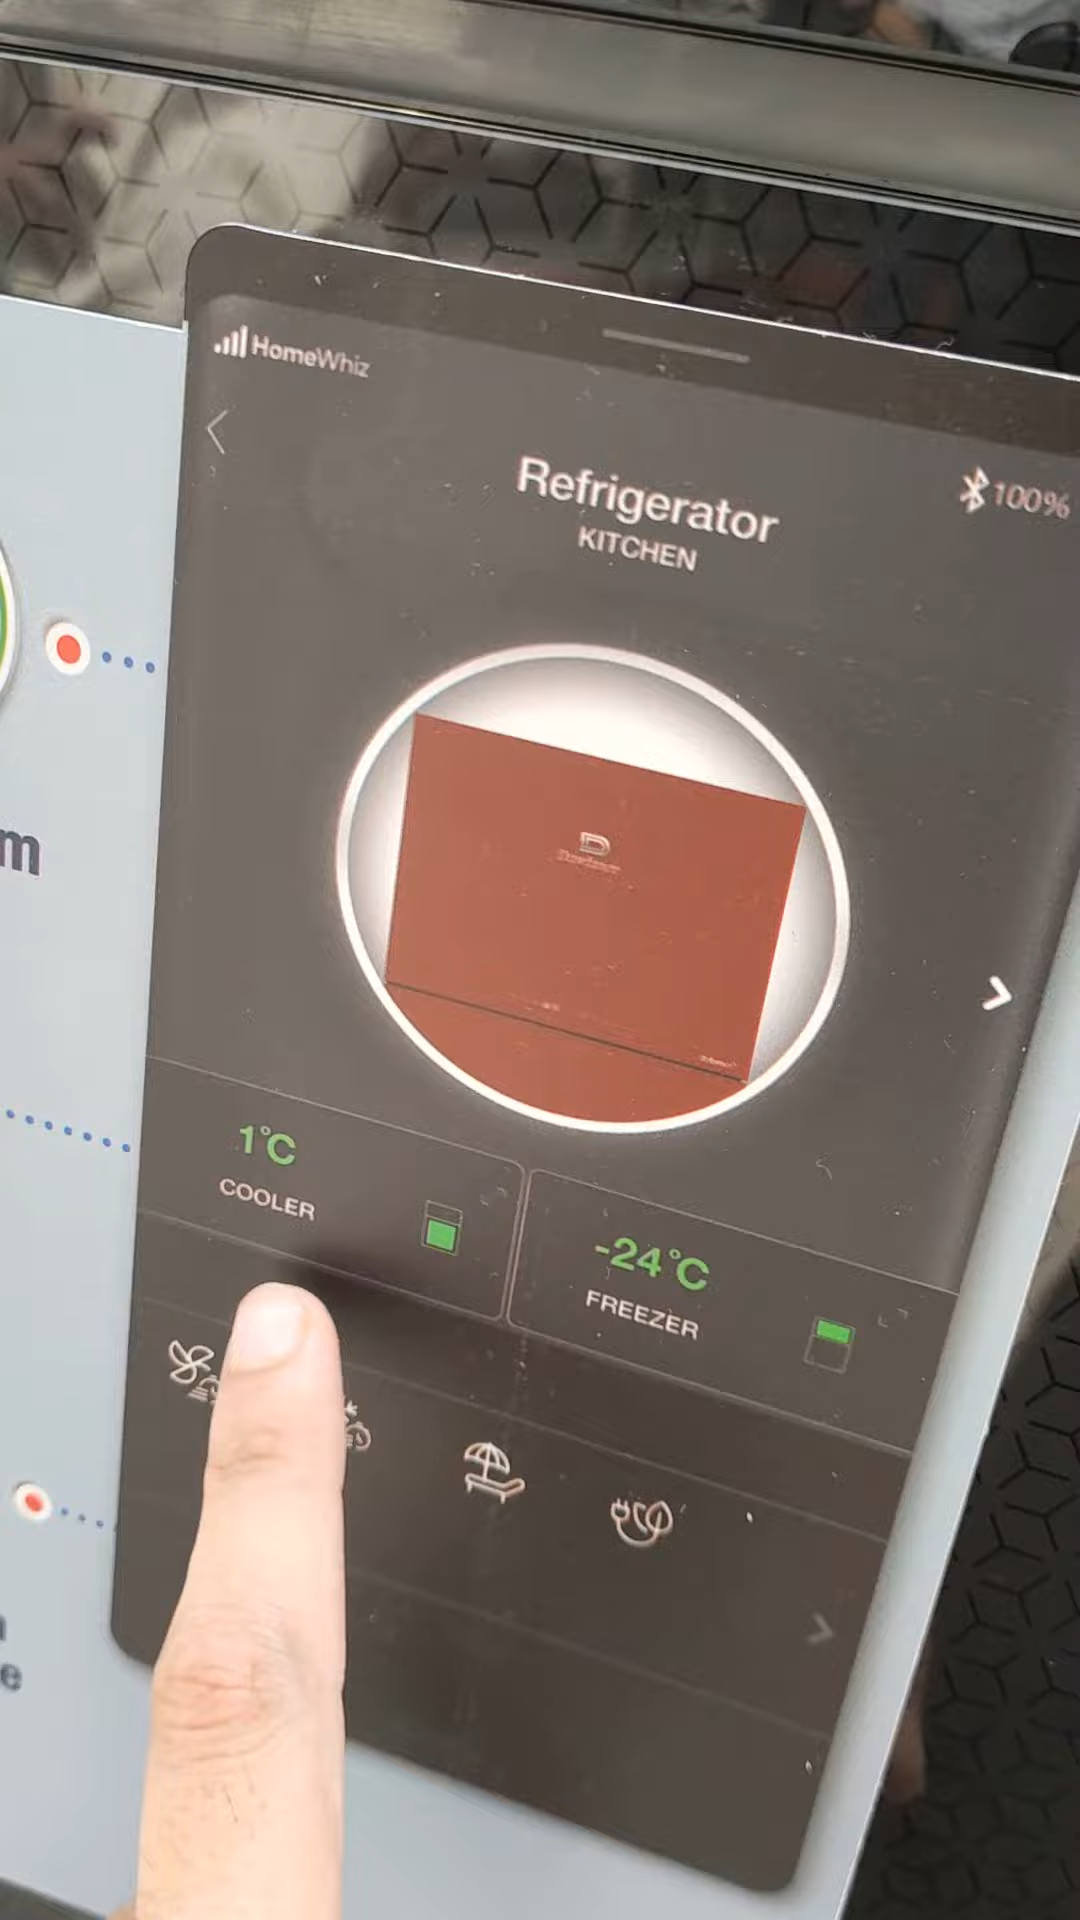 HomeWhiz
100%
Refrigerator
KITCHEN
m
1°C
COOLER
-24°C
FREEZER
e